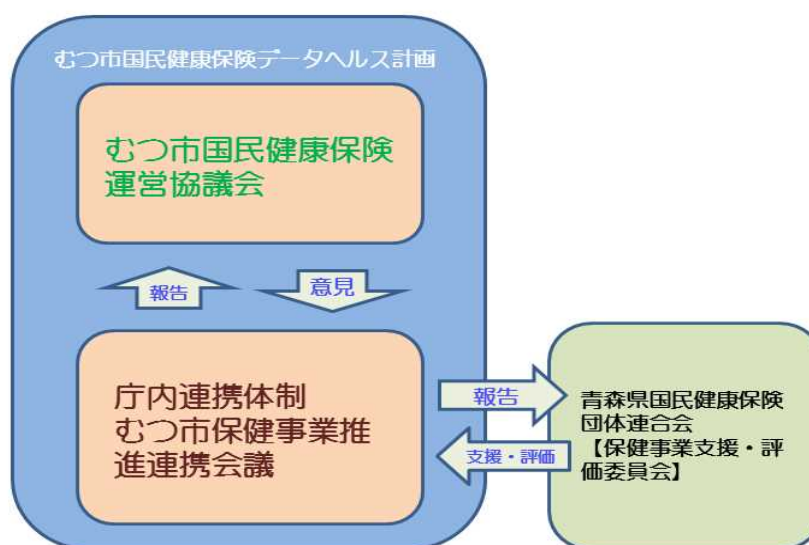 むつ市国民健康保険データヘルス計画
むつ市国民健康保険
運営協議会
報告
意見
庁内連携体制
むつ市保健事業推
進連携会議
報告
支援・評価
青森県国民健康保険
団体連合会
【保健事業支援・評
価委員会】